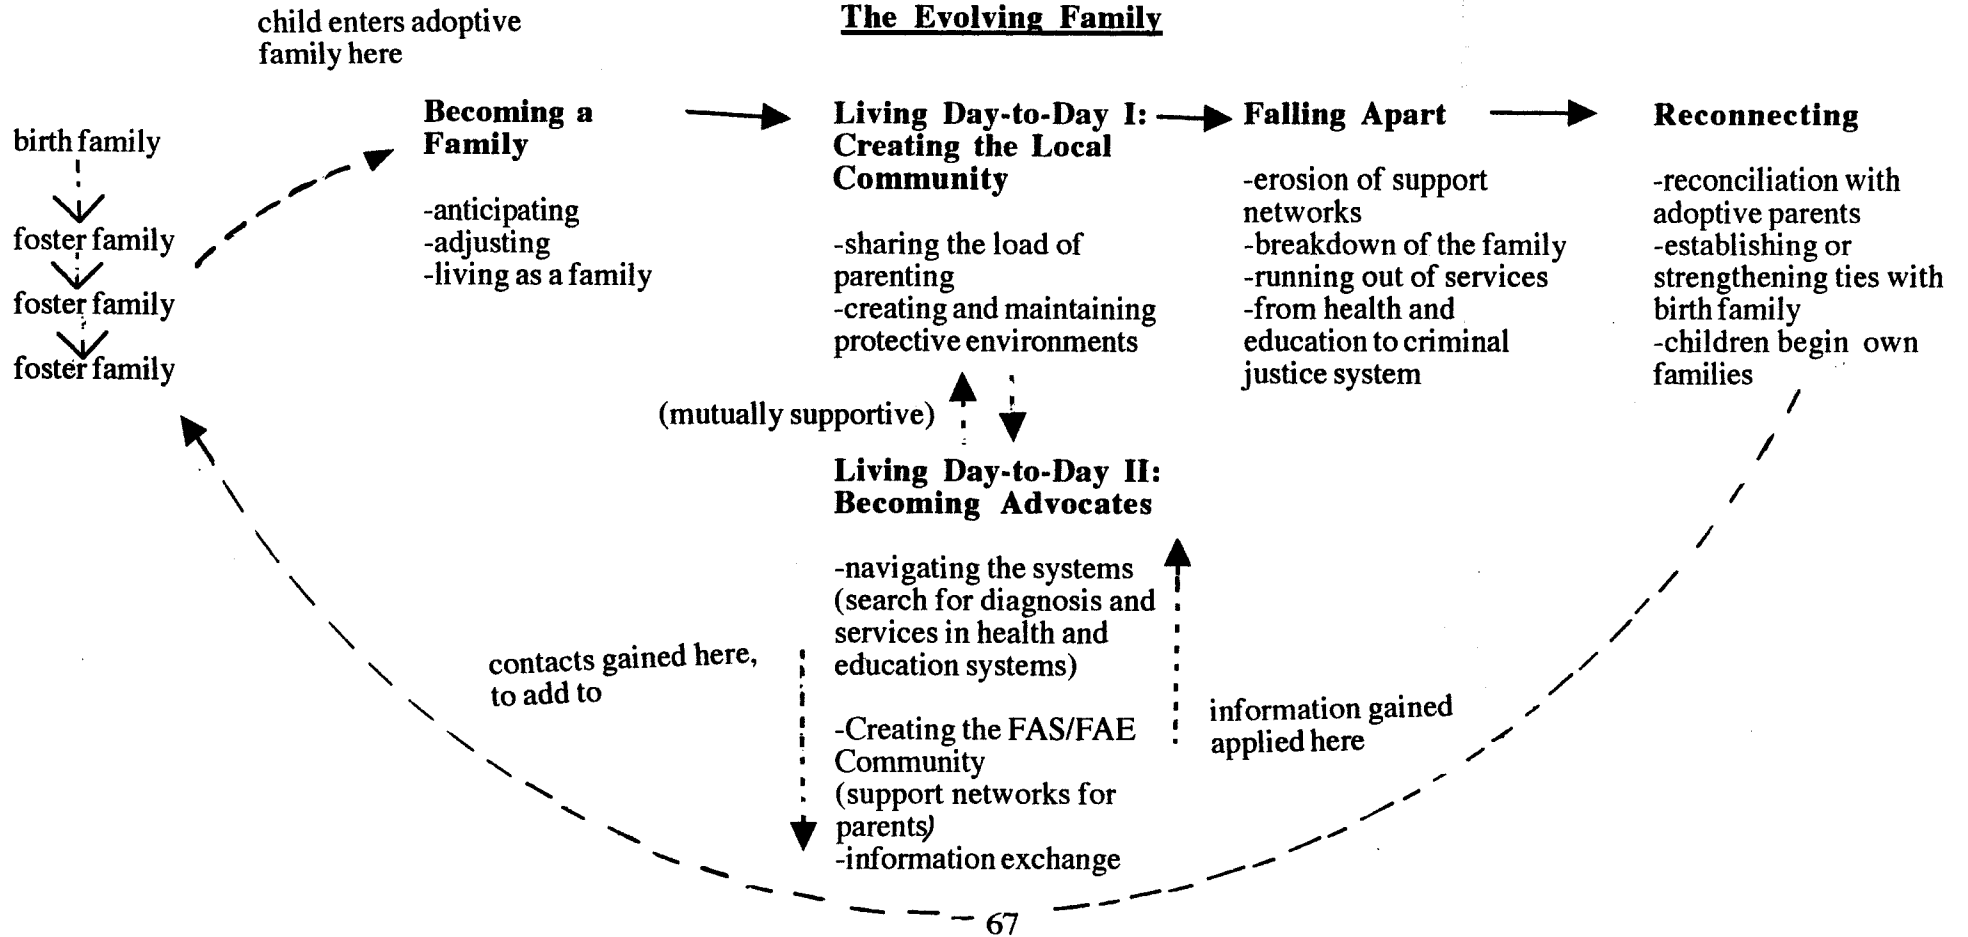 The Evolving Family
child enters adoptive
family here
birth family
foster family
foster family
foster family
Becoming a
Family
-anticipating
-adjusting
-living as a family
Living Day-to-Day I:
Creating the Local
Community
-sharing the load of
parenting
-creating and maintaining
protective environments
Falling Apart
-erosion of support
networks
-breakdown of the family
-running out of services
-from health and
education to criminal
justice system
Reconnecting
-reconciliation with
adoptive parents
-establishing or
strengthening ties with
birth family
-children begin own
families
(mutually supportive)
Living Day-to-Day II:
Becoming Advocates
-navigating the systems
(search for diagnosis and
services in health and
education systems)
-Creating the FAS/FAE
Community
(support networks for
parents)
-information exchange
contacts gained here,
to add to
information gained
applied here
67